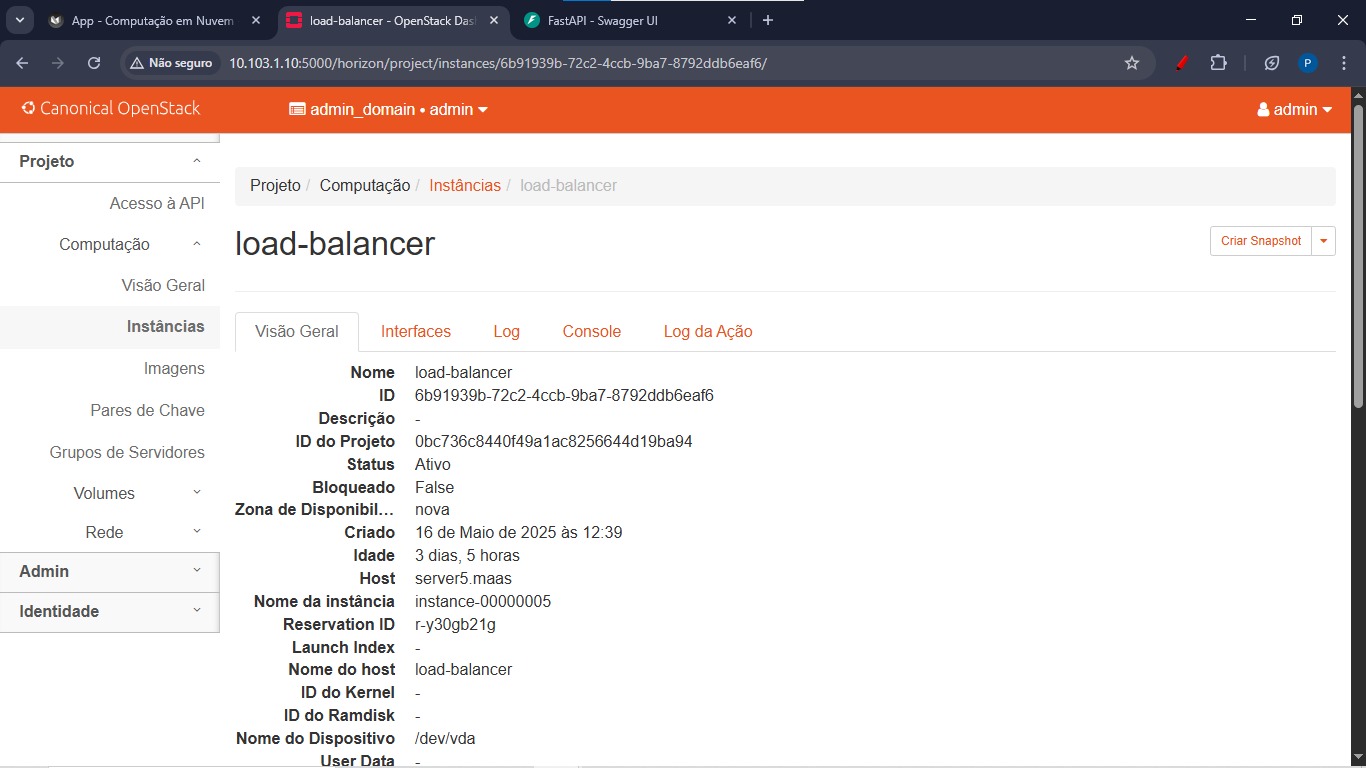 App - Computação em Nuvem
load-balancer - OpenStack Das
FastAPI - Swagger UI
Não seguro
10.103.1.10:5000/horizon/project/instances/6b91939b-72c2-4ccb-9ba7-8792ddb6eaf6/
P
Canonical OpenStack
admin_domain • admin
admin
Projeto
Acesso à API
Computação
Visão Geral
Instâncias
Imagens
Pares de Chave
Grupos de Servidores
Volumes
Rede
Admin
Identidade
Projeto / Computação / Instâncias / load-balancer
load-balancer
Criar Snapshot
Visão Geral Interfaces Log Console Log da Ação
Nome load-balancer
ID 6b91939b-72c2-4ccb-9ba7-8792ddb6eaf6
Descrição -
ID do Projeto 0bc736c8440f49a1ac8256644d19ba94
Status Ativo
Bloqueado False
Zona de Disponibil... nova
Criado 16 de Maio de 2025 às 12:39
Idade 3 dias, 5 horas
Host server5.maas
Nome da instância instance-00000005
Reservation ID r-y30gb21g
Launch Index -
Nome do host load-balancer
ID do Kernel -
ID do Ramdisk -
Nome do Dispositivo /dev/vda
User Data -